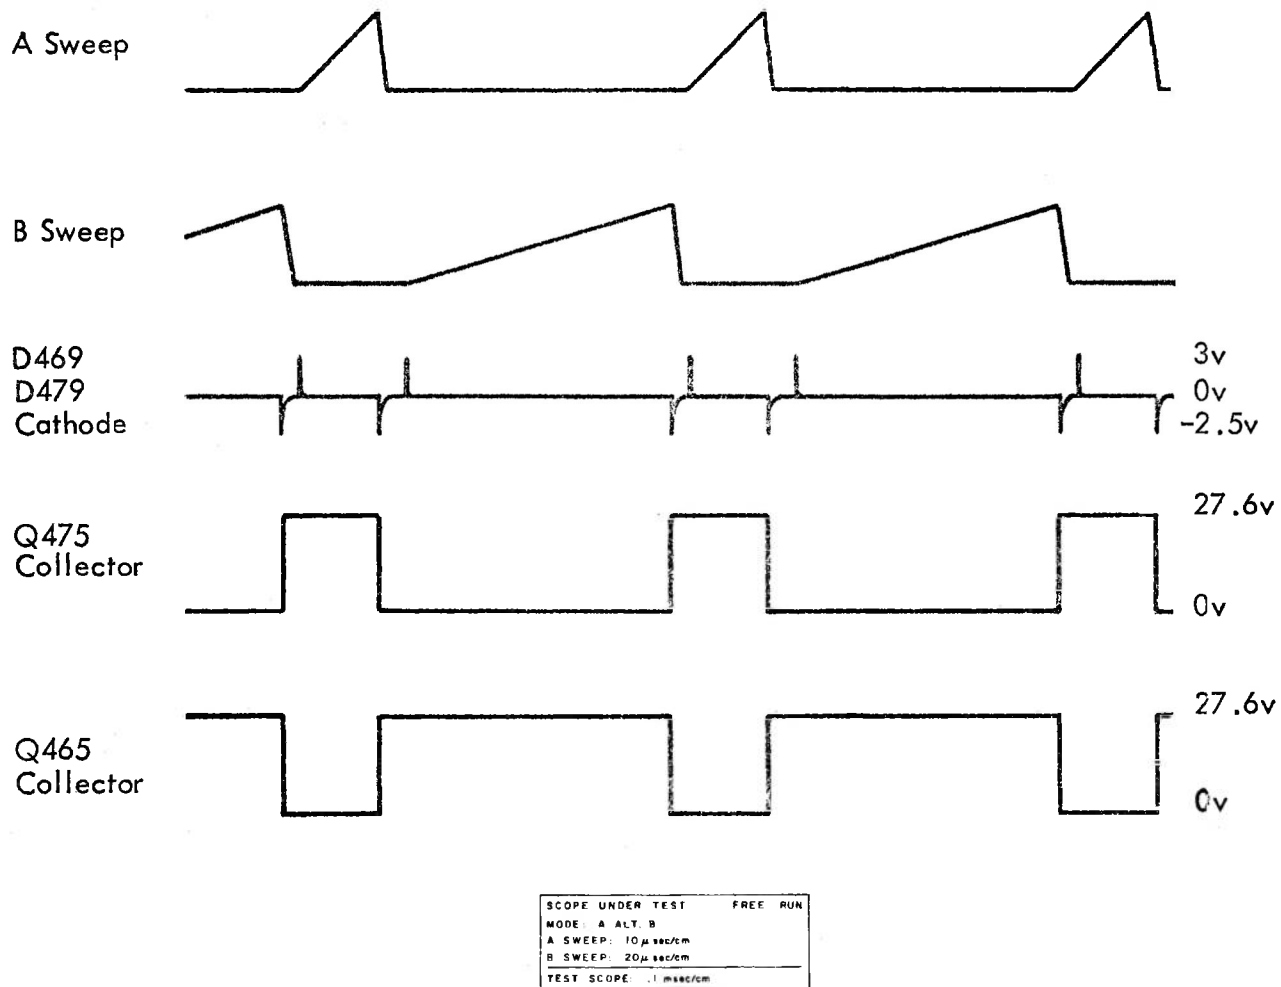 A Sweep
B Sweep
D469
D479
Cathode
3v
0v
-2.5v
Q475
Collector
27.6v
0v
Q465
Collector
27.6v
0v
SCOPE UNDER TEST FREE RUN
MODE: A ALT. B
A SWEEP: 10µ sec/cm
B SWEEP: 20µ sec/cm
TEST SCOPE: .1 msec/cm